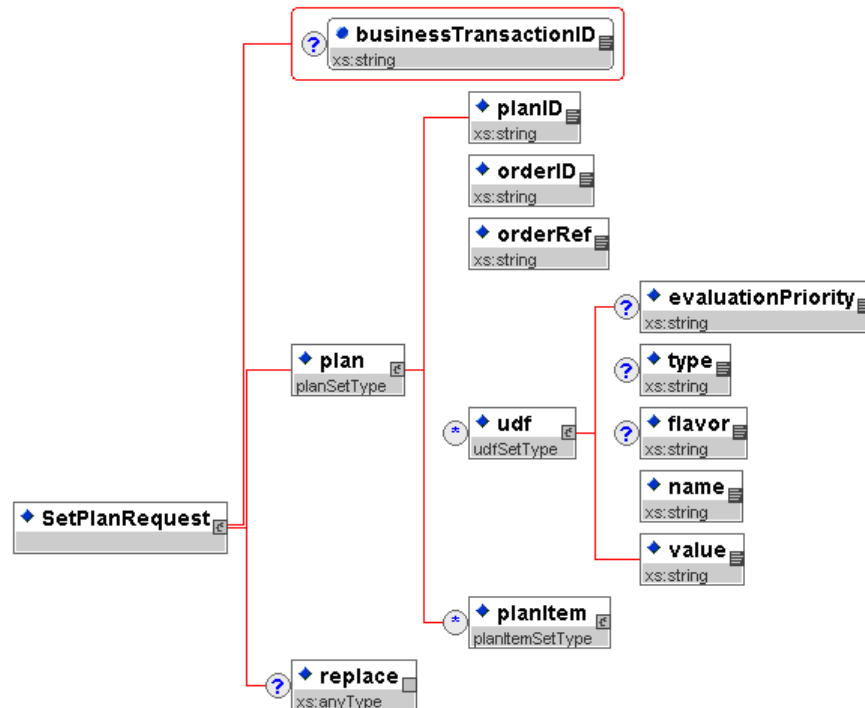 ?
businessTransactionID
xs:string
planID
xs:string
orderID
xs:string
orderRef
xs:string
?
evaluationPriority
xs:string
?
type
xs:string
plan
planSetType
*
udf
udfSetType
?
flavor
xs:string
name
xs:string
SetPlanRequest
value
xs:string
*
planItem
planItemSetType
?
replace
xs:anyType